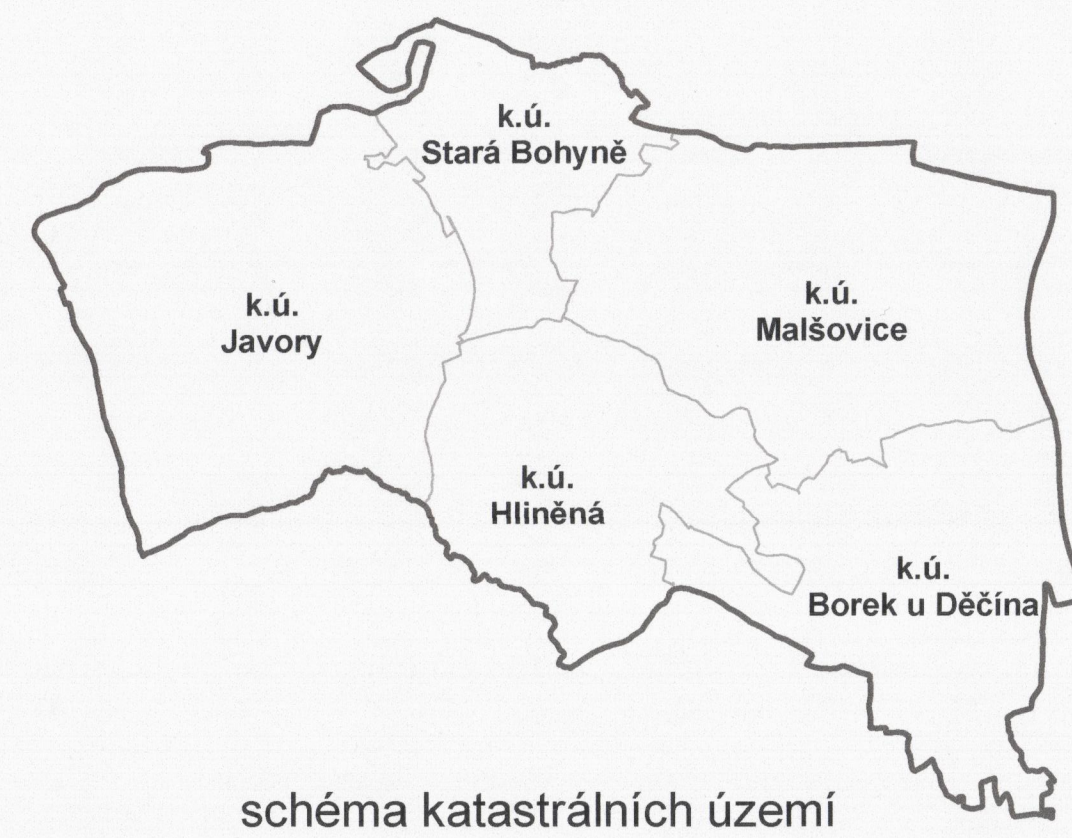 k.ú.
Stará Bohyně
k.ú.
Javory
k.ú.
Malšovice
k.ú.
Hliněná
k.ú.
Borek u Děčína
schéma katastrálních území